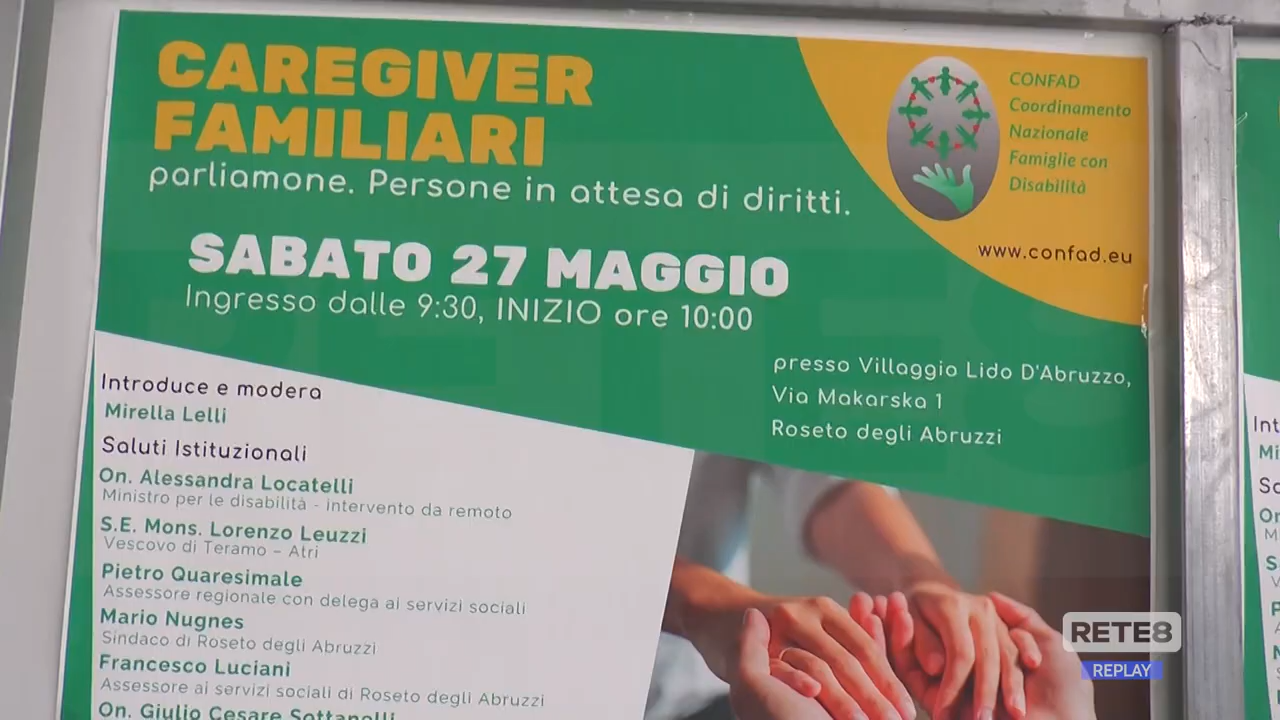 CAREGIVER
FAMILIARI
parliamone. Persone in attesa di diritti.
CONFAD
Coordinamento
Nazionale
Famiglie con
Disabilità
www.confad.eu
SABATO 27 MAGGIO
Ingresso dalle 9:30, INIZIO ore 10:00
presso Villaggio Lido D'Abruzzo,
Via Makarska 1
Roseto degli Abruzzi
Introduce e modera
Mirella Lelli
Saluti Istituzionali
On. Alessandra Locatelli
Ministro per le disabilità - intervento da remoto
S.E. Mons. Lorenzo Leuzzi
Vescovo di Teramo – Atri
Pietro Quaresimale
Assessore regionale con delega ai servizi sociali
Mario Nugnes
Sindaco di Roseto degli Abruzzi
Francesco Luciani
Assessore ai servizi sociali di Roseto degli Abruzzi
On. Giulio Cesare Sottanelli
RETE8
REPLAY